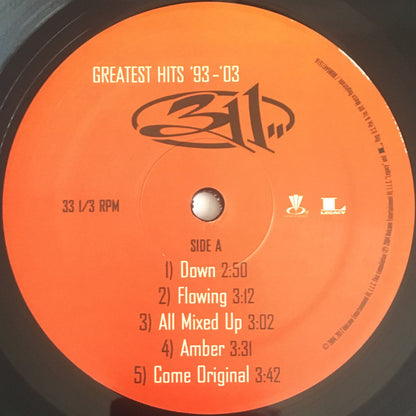 GREATEST HITS '93-'03
311
33 1/3 RPM
LEGACY
SIDE A
1) Down 2:50
2) Flowing 3:12
3) All Mixed Up 3:02
4) Amber 3:31
5) Come Original 3:42